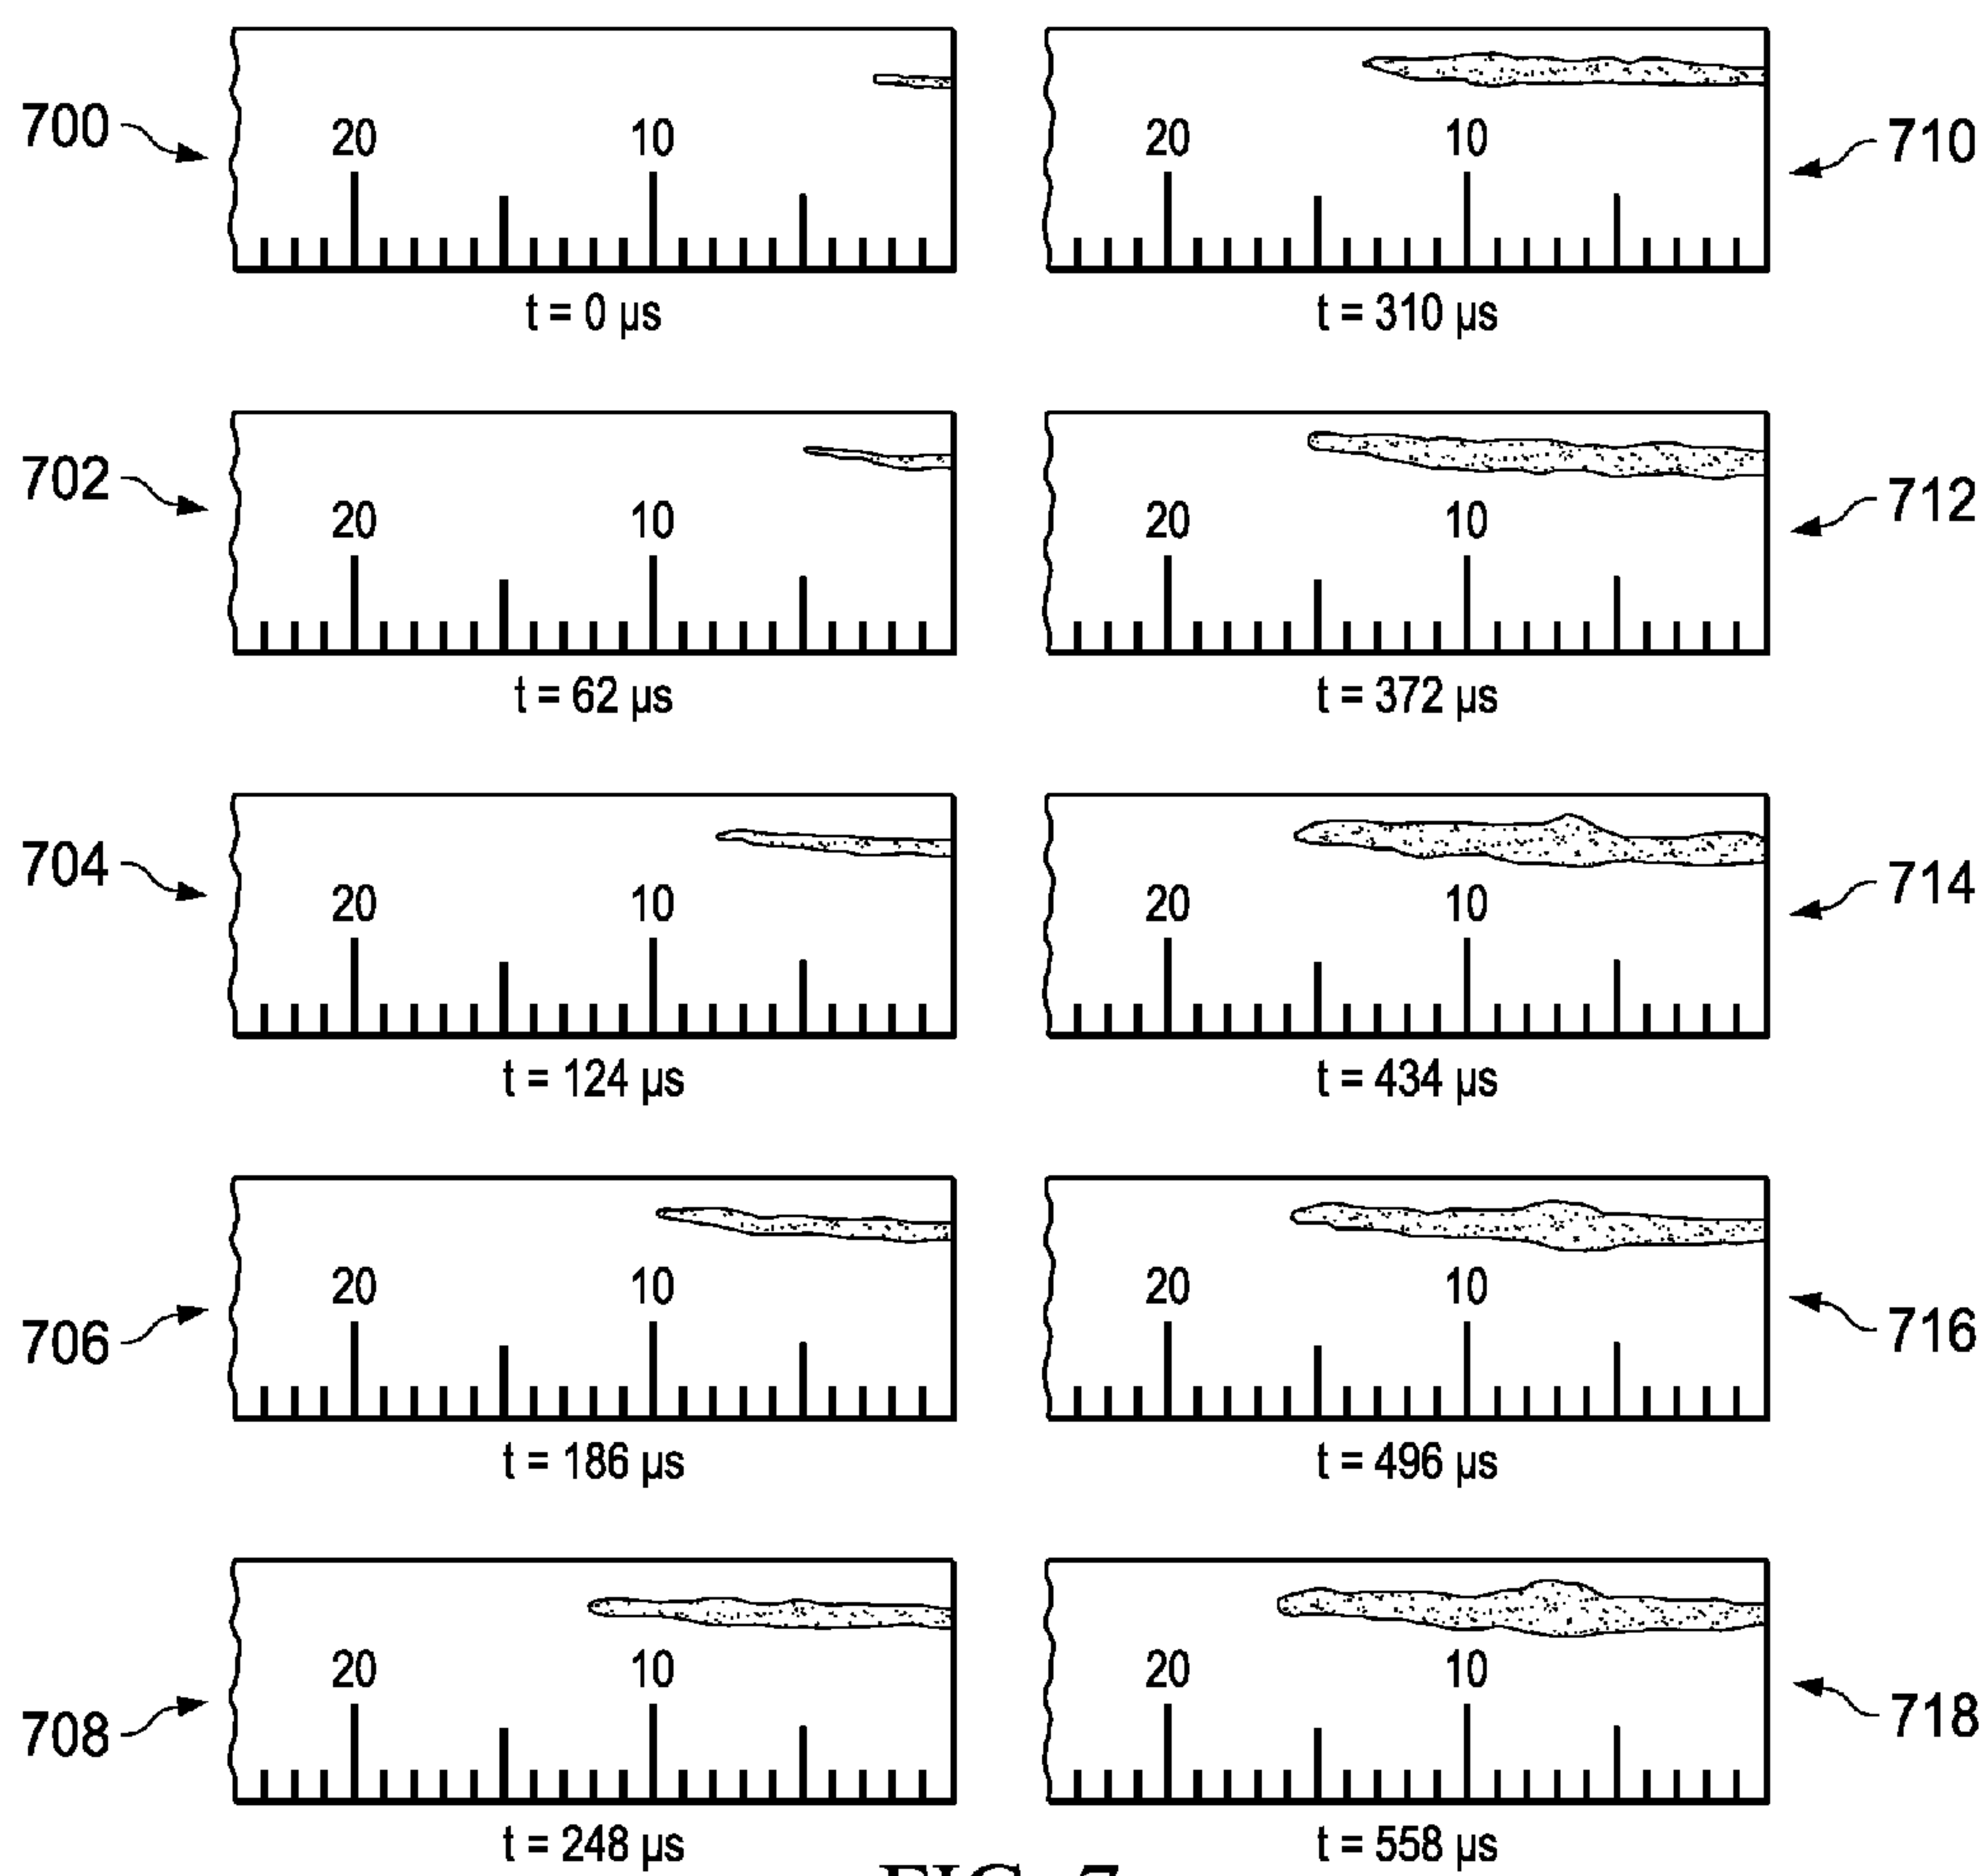 700
20 10
t = 0 µs
702
20 10
t = 62 µs
704
20 10
t = 124 µs
706
20 10
t = 186 µs
708
20 10
t = 248 µs
710
20 10
t = 310 µs
712
20 10
t = 372 µs
714
20 10
t = 434 µs
716
20 10
t = 496 µs
718
20 10
t = 558 µs
FIG. 7